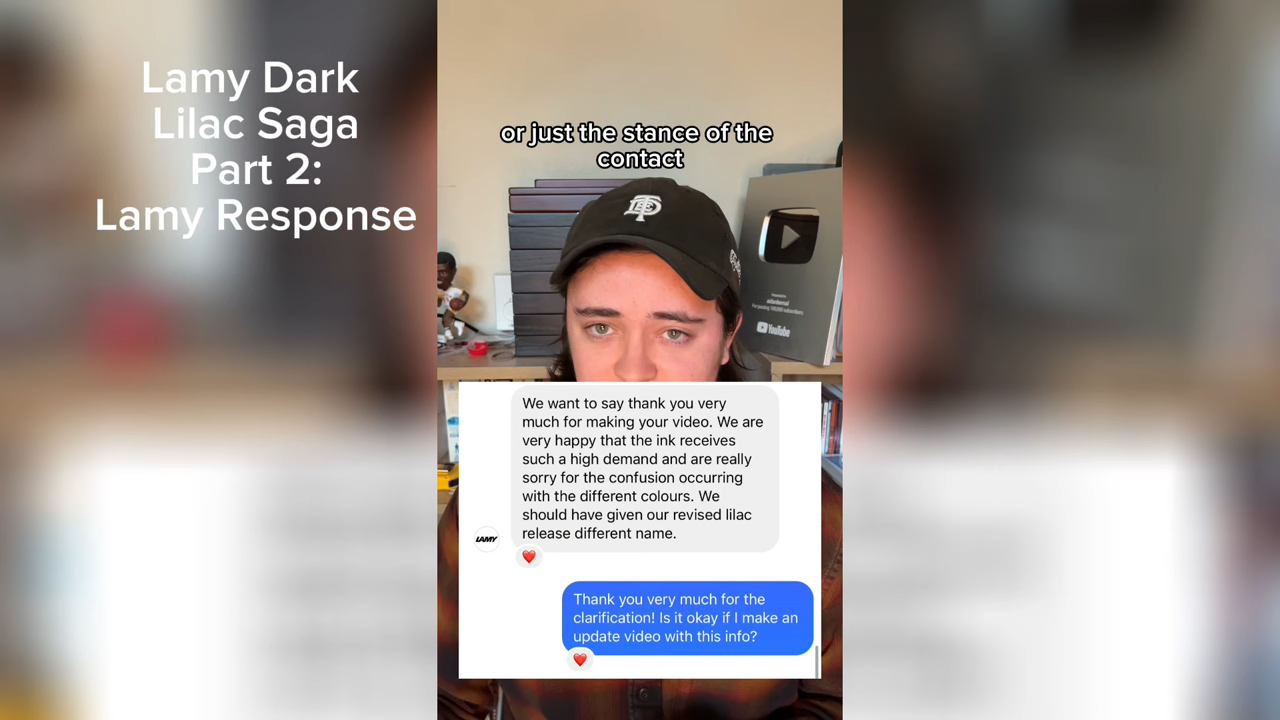 Lamy Dark
Lilac Saga
Part 2:
Lamy Response
or just the stance of the
contact
YouTube
We want to say thank you very
much for making your video. We are
very happy that the ink receives
such a high demand and are really
sorry for the confusion occurring
with the different colours. We
should have given our revised lilac
release different name.
LAMY
Thank you very much for the
clarification! Is it okay if I make an
update video with this info?